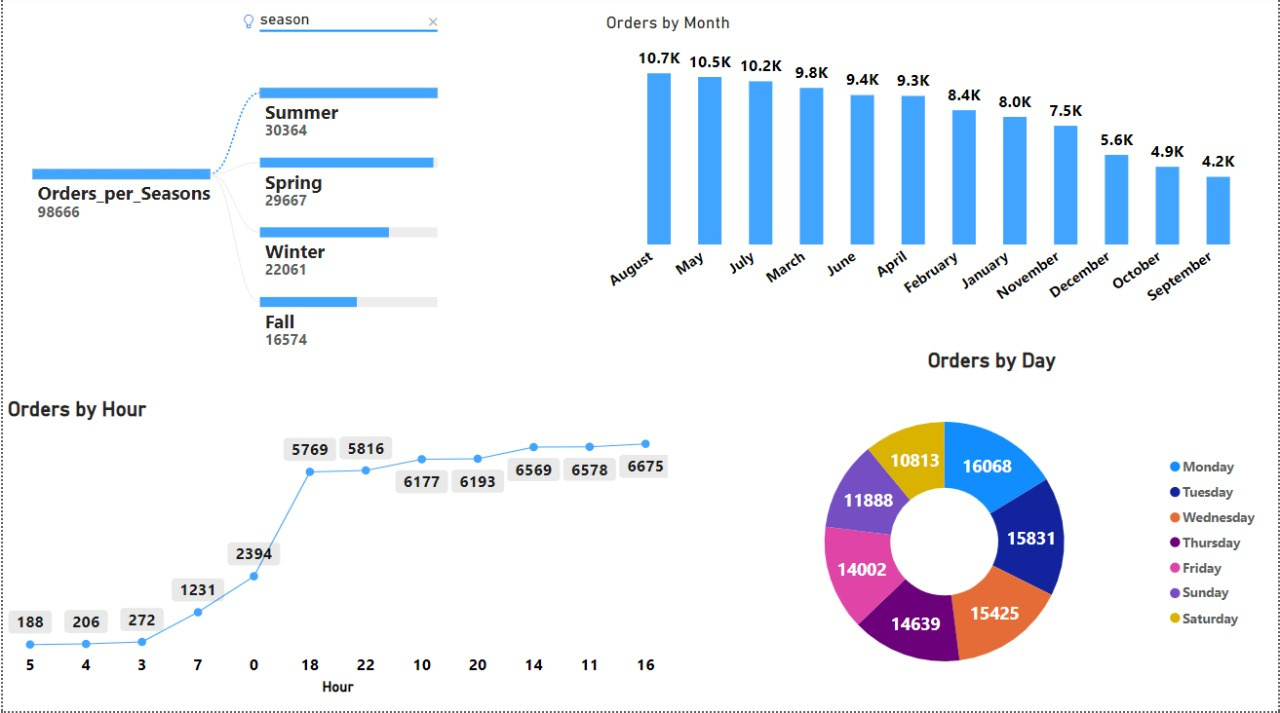 season
Orders_per_Seasons
98666
Summer
30364
Spring
29667
Winter
22061
Fall
16574
Orders by Month
10.7K
10.5K
10.2K
9.8K
9.4K
9.3K
8.4K
8.0K
7.5K
5.6K
4.9K
4.2K
August
May
July
March
June
April
February
January
November
December
October
September
Orders by Hour
188
206
272
1231
2394
5769
5816
6177
6193
6569
6578
6675
5
4
3
7
0
18
22
10
20
14
11
16
Hour
Orders by Day
16068
15831
15425
14639
14002
11888
10813
Monday
Tuesday
Wednesday
Thursday
Friday
Sunday
Saturday